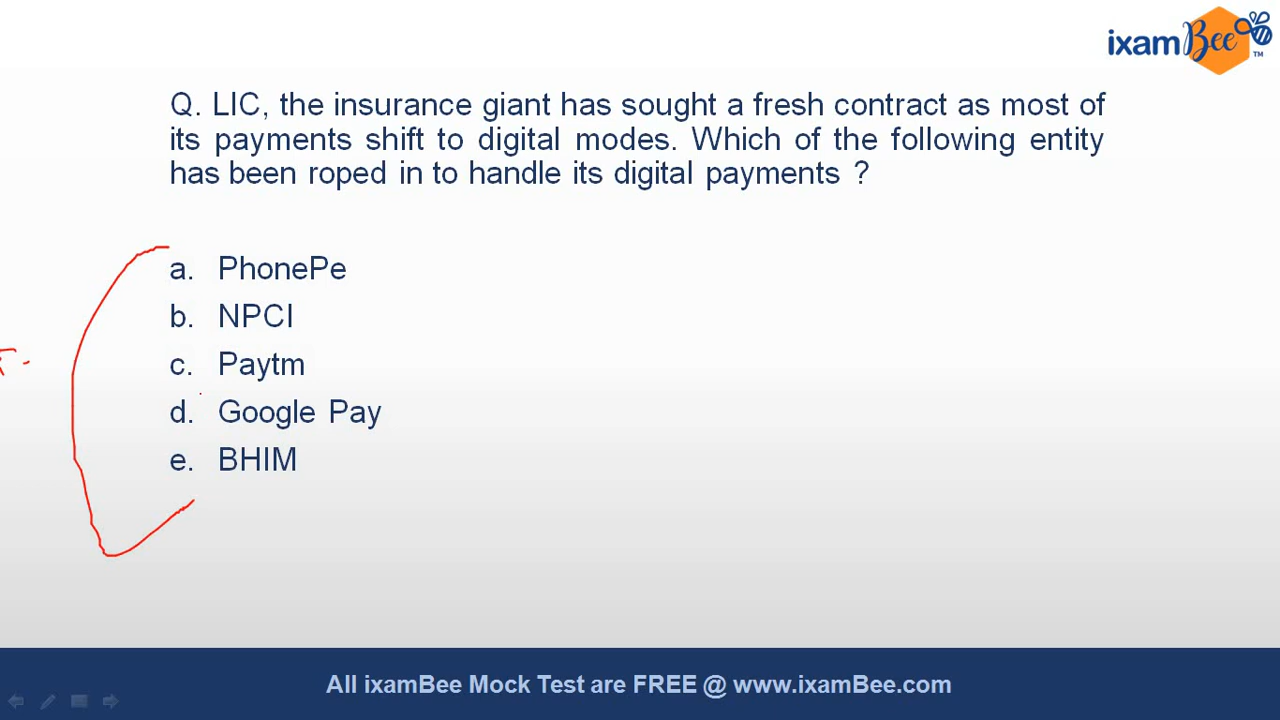 ixamBee™
Q. LIC, the insurance giant has sought a fresh contract as most of
its payments shift to digital modes. Which of the following entity
has been roped in to handle its digital payments ?
a. PhonePe
b. NPCI
c. Paytm
d. Google Pay
e. BHIM
All ixamBee Mock Test are FREE @ www.ixamBee.com